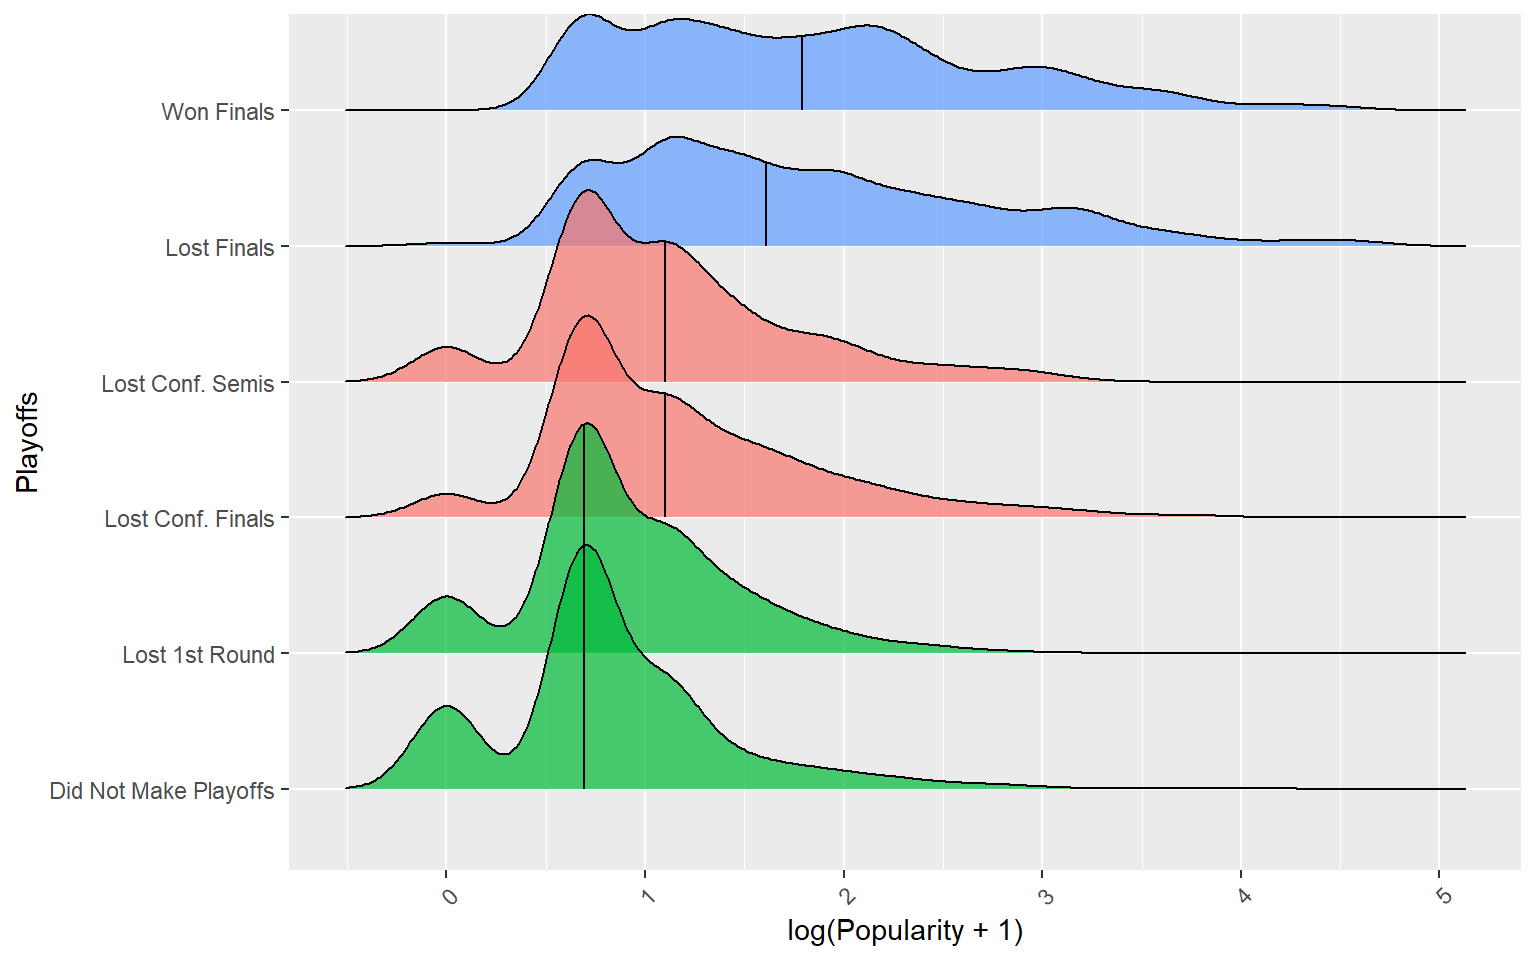 Won Finals
Lost Finals
Lost Conf. Semis
Lost Conf. Finals
Lost 1st Round
Did Not Make Playoffs
Playoffs
0 1 2 3 4 5
log(Popularity + 1)